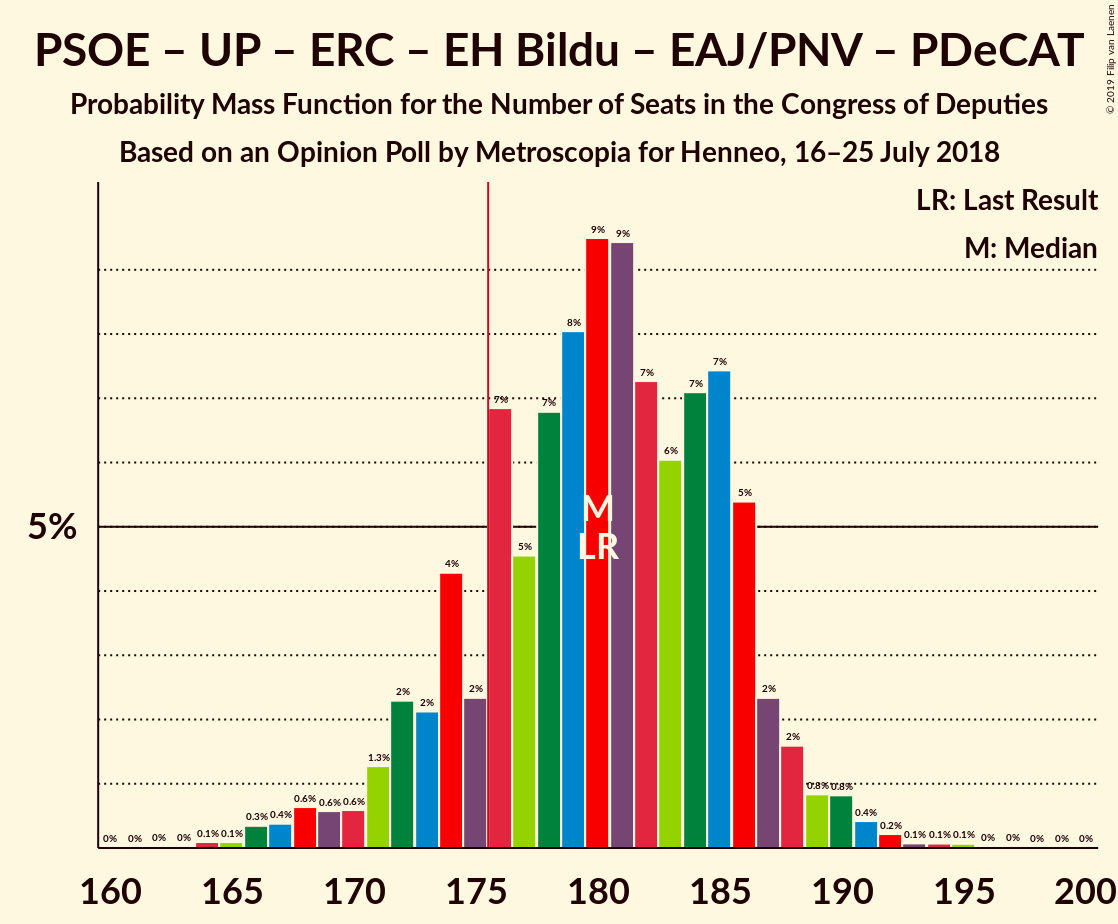 PSOE – UP – ERC – EH Bildu – EAJ/PNV – PDeCAT
Probability Mass Function for the Number of Seats in the Congress of Deputies
Based on an Opinion Poll by Metroscopia for Henneo, 16–25 July 2018
© 2019 Filip van Laenen
LR: Last Result
M: Median
5%
0% 0% 0% 0% 0.1% 0.1% 0.3% 0.4% 0.6% 0.6% 0.6% 1.3% 2% 2% 4% 2% 7% 5% 7% 8% 9% 9% 7% 6% 7% 7% 5% 2% 2% 0.8% 0.8% 0.4% 0.2% 0.1% 0.1% 0.1% 0% 0% 0% 0% 0%
M
LR
160 165 170 175 180 185 190 195 200